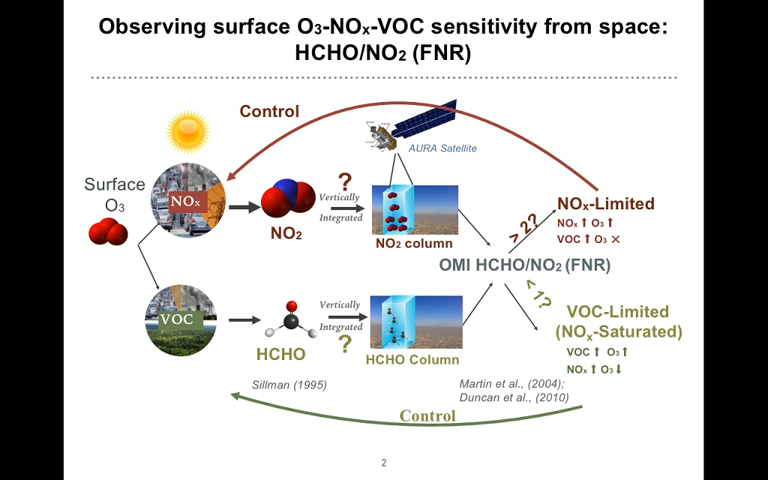 Observing surface O₃-NOₓ-VOC sensitivity from space:
HCHO/NO₂ (FNR)
Control
AURA Satellite
Surface
O₃
NOₓ
?
Vertically
Integrated
NO₂
NO₂ column
> 2?
NOₓ-Limited
NOₓ ↑ O₃ ↑
VOC ↑ O₃ ×
OMI HCHO/NO₂ (FNR)
< 1?
VOC
Vertically
Integrated
?
HCHO
HCHO Column
VOC-Limited
(NOₓ-Saturated)
VOC ↑ O₃ ↑
NOₓ ↑ O₃ ↓
Sillman (1995)
Martin et al., (2004);
Duncan et al., (2010)
Control
2